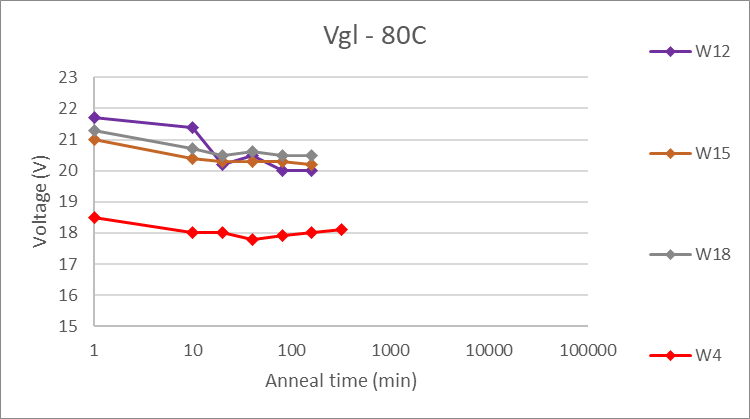 Vgl - 80C
23
22
21
20
19
18
17
16
15
Voltage (V)
1 10 100 1000 10000 100000
Anneal time (min)
W12
W15
W18
W4